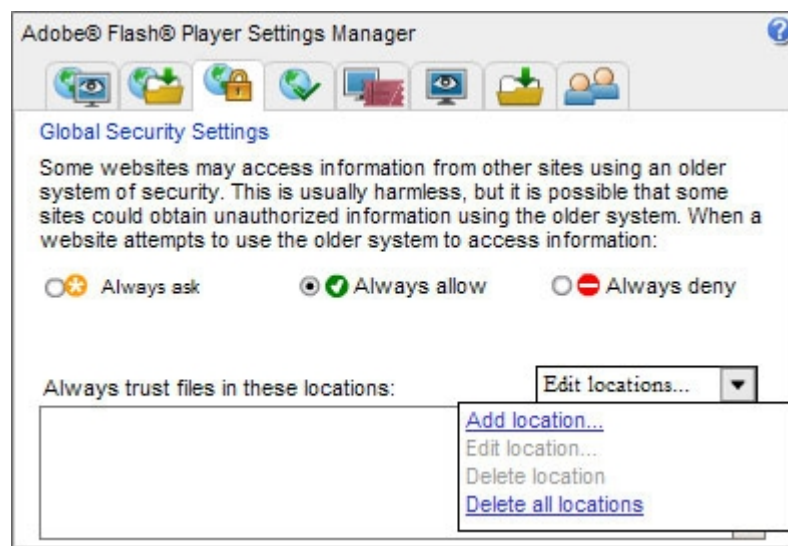 Adobe® Flash® Player Settings Manager
?
Global Security Settings
Some websites may access information from other sites using an older
system of security. This is usually harmless, but it is possible that some
sites could obtain unauthorized information using the older system. When a
website attempts to use the older system to access information:
Always ask Always allow Always deny
Always trust files in these locations: Edit locations...
Add location...
Edit location...
Delete location
Delete all locations